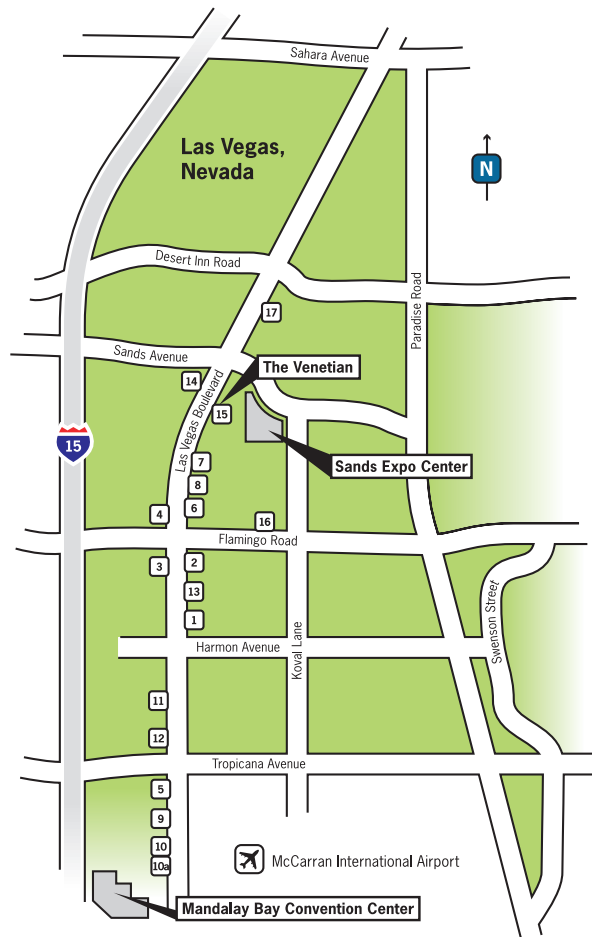 Sahara Avenue
Las Vegas,
Nevada
N
Desert Inn Road
Paradise Road
17
Sands Avenue
The Venetian
14
Las Vegas Boulevard
15
15
7
Sands Expo Center
8
6
4
16
Flamingo Road
3
2
13
1
Swenson Street
Harmon Avenue
Koval Lane
11
12
Tropicana Avenue
5
9
10
10a
McCarran International Airport
Mandalay Bay Convention Center